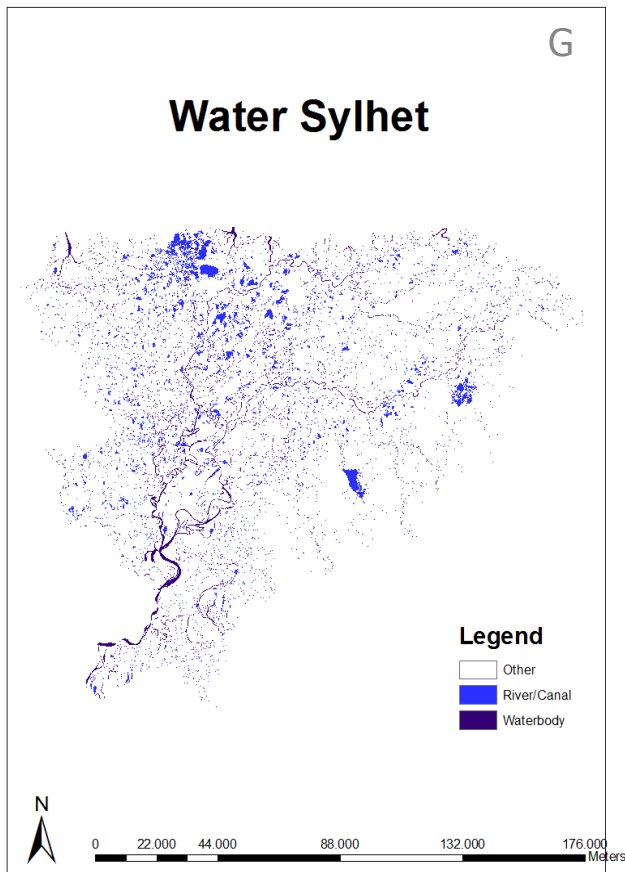 G
Water Sylhet
Legend
Other
River/Canal
Waterbody
N
0 22.000 44.000 88.000 132.000 176.000
Meters